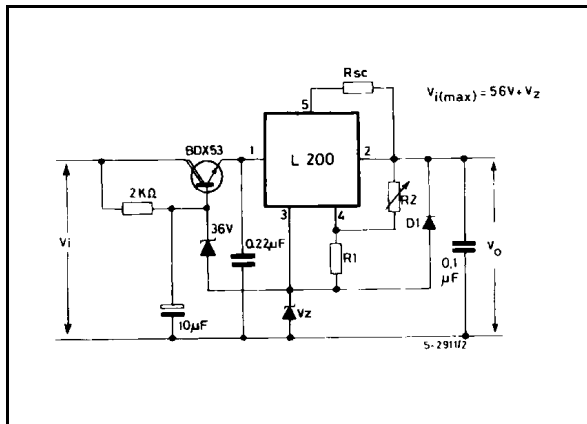 Rsc
Vi(max) = 56V + Vz
5
BDX53
1
L 200
2
2KΩ
3
4
R2
36V
D1
Vi
0.22µF
R1
Vo
0,1
µF
10µF
Vz
5-2911/2